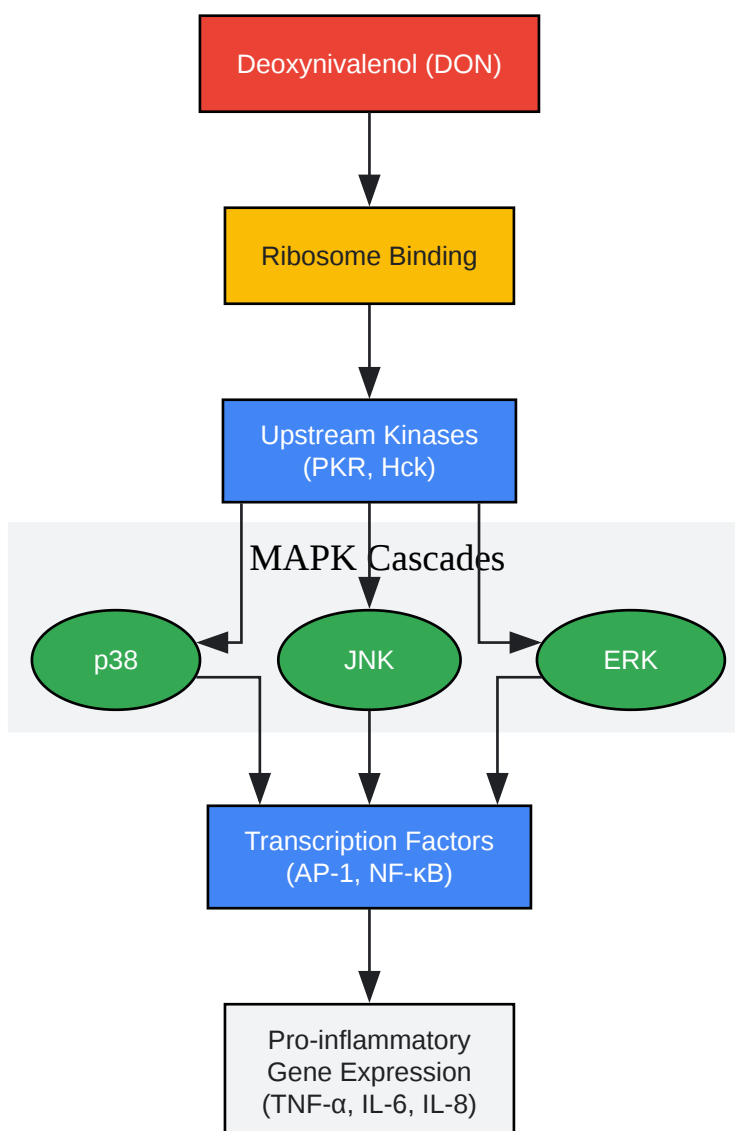 Deoxynivalenol (DON)
Ribosome Binding
Upstream Kinases
(PKR, Hck)
MAPK Cascades
p38
JNK
ERK
Transcription Factors
(AP-1, NF-κB)
Pro-inflammatory
Gene Expression
(TNF-α, IL-6, IL-8)